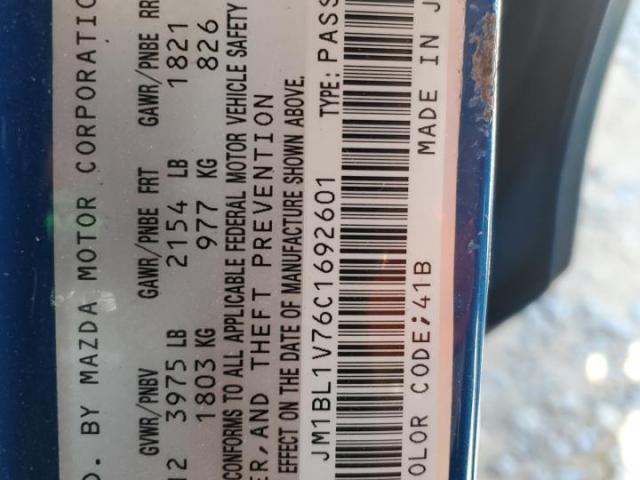 D. BY MAZDA MOTOR CORPORATIO
GVWR/PNBV GAWR/PNBE FRT GAWR/PNBE RR
12 3975 LB 2154 LB 1821
1803 KG 977 KG 826
CONFORMS TO ALL APPLICABLE FEDERAL MOTOR VEHICLE SAFETY
ER,AND THEFT PREVENTION
EFFECT ON THE DATE OF MANUFACTURE SHOWN ABOVE.
JM1BL1V76C1692601 TYPE: PASS
OLOR CODE;41B MADE IN J